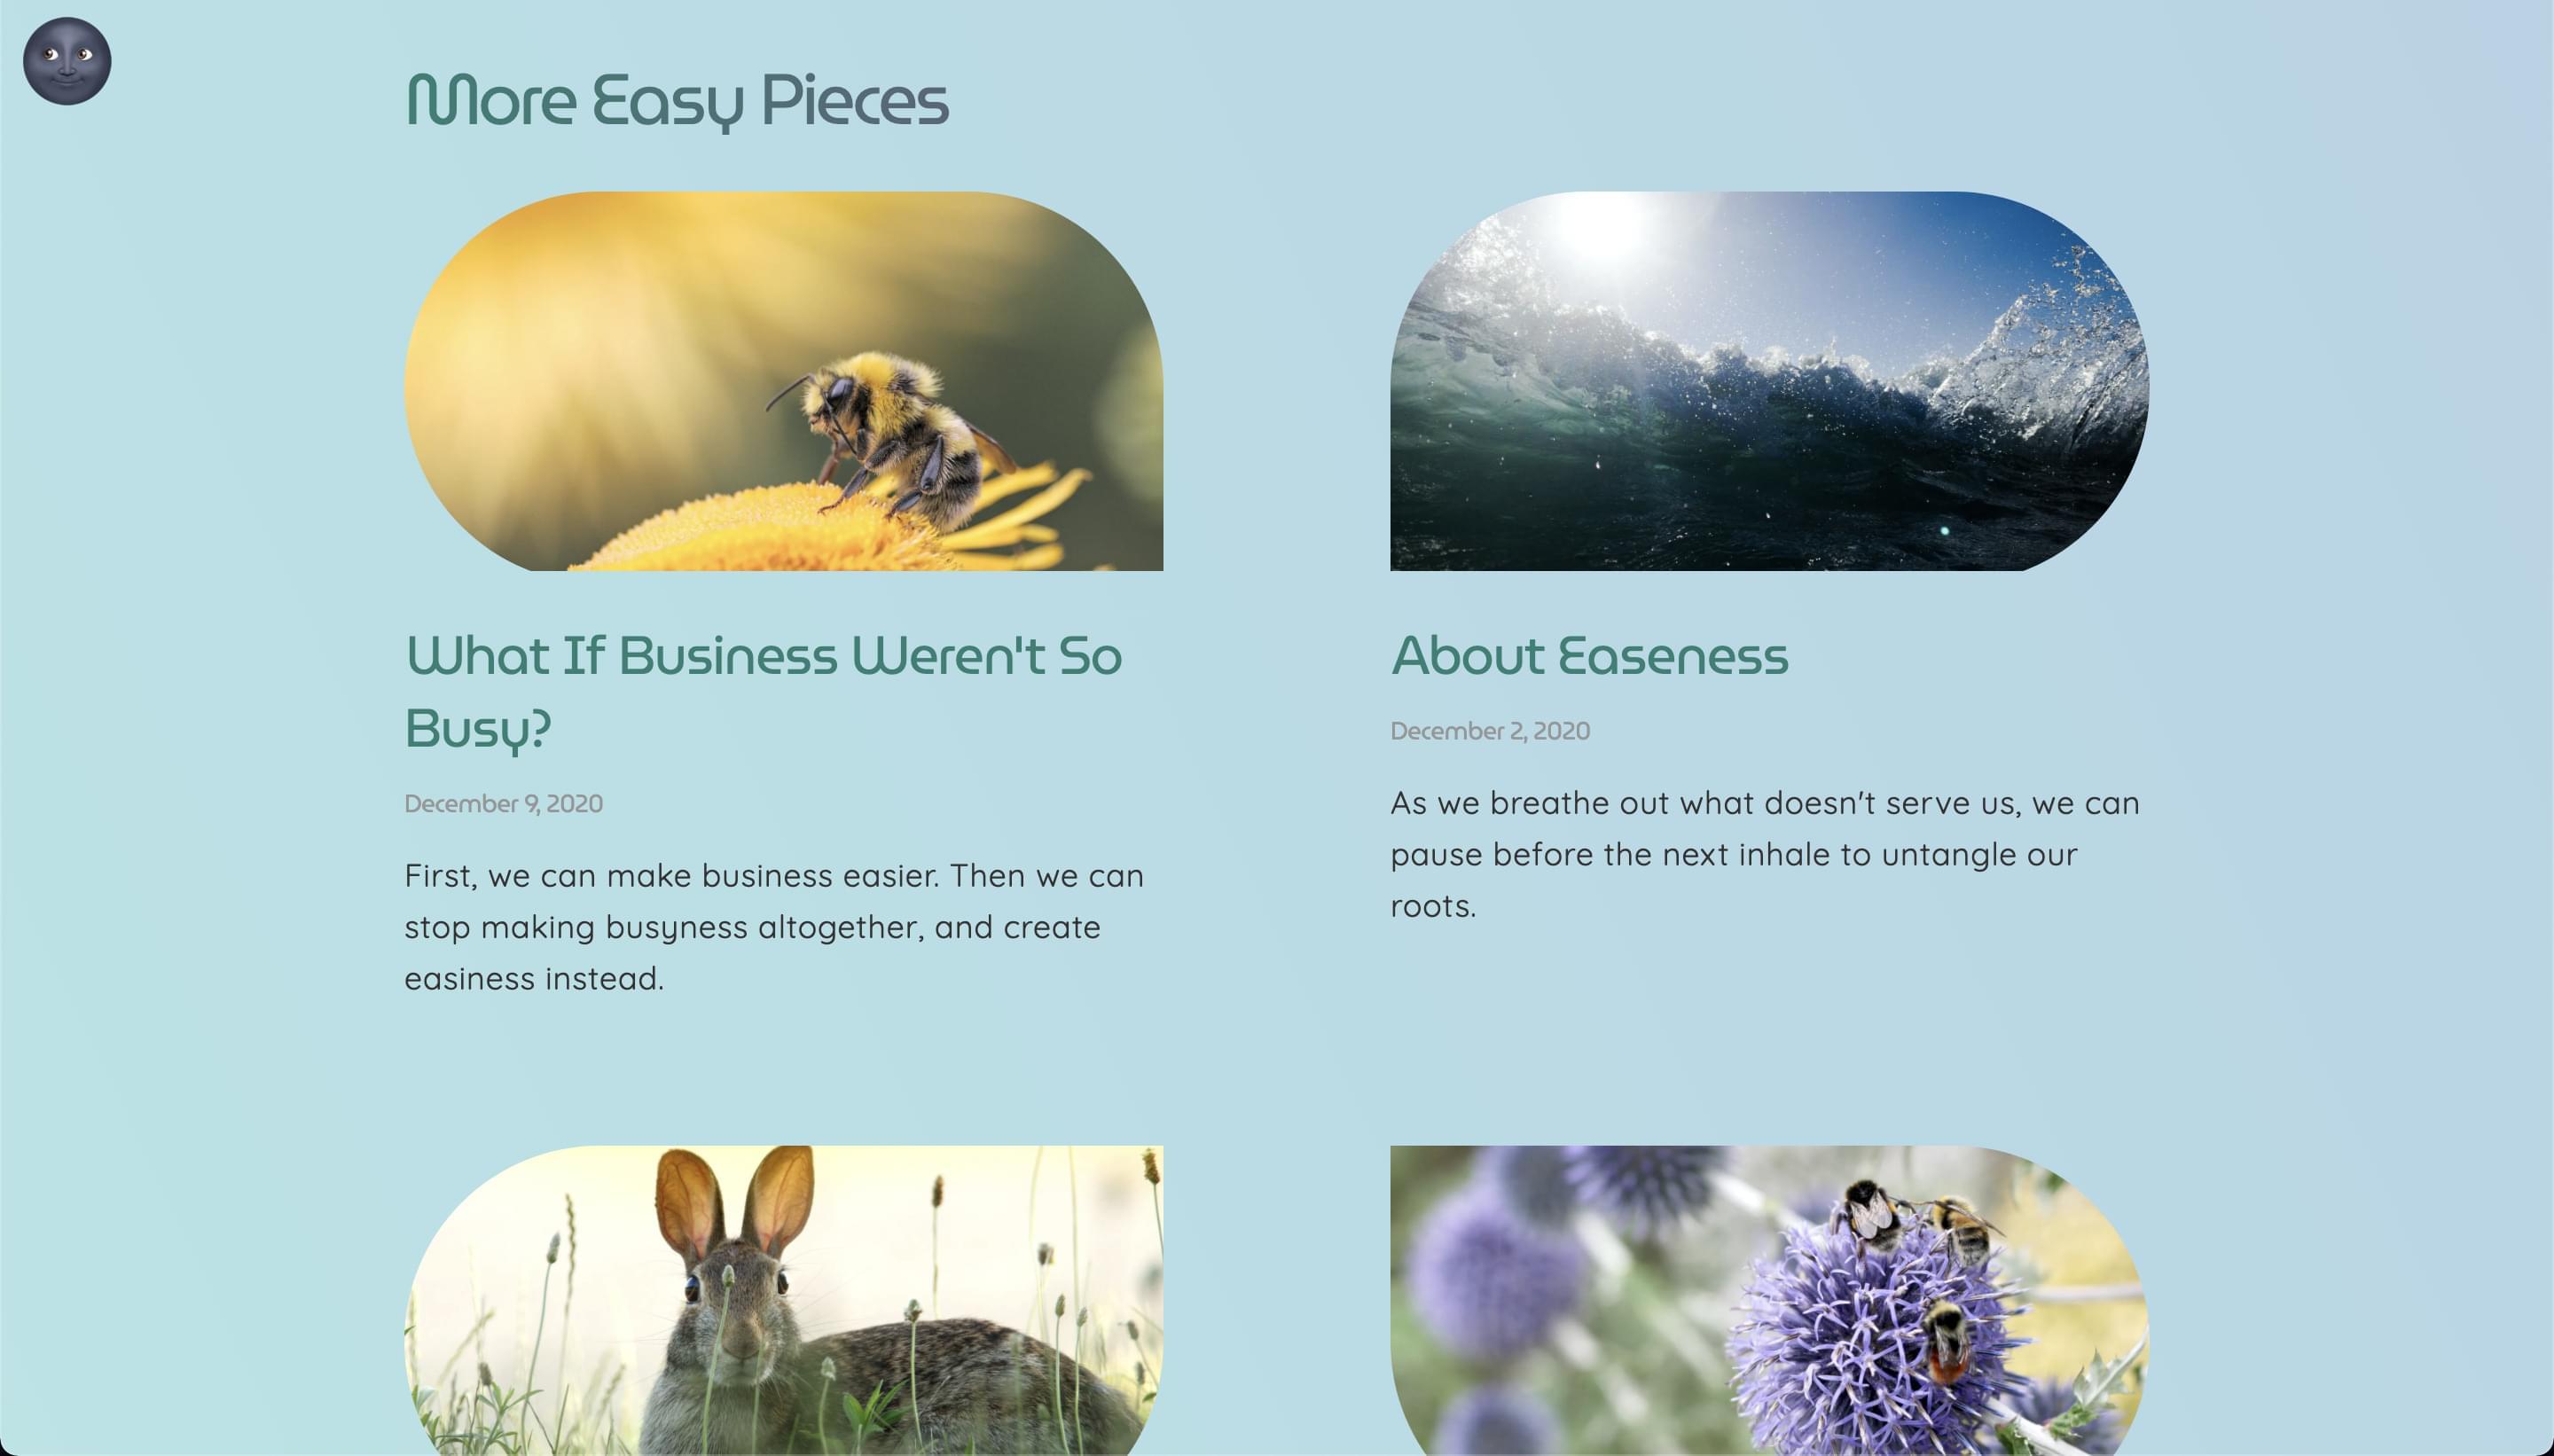 More Easy Pieces
What If Business Weren't So
Busy?
December 9, 2020
First, we can make business easier. Then we can
stop making busyness altogether, and create
easiness instead.
About Easeness
December 2, 2020
As we breathe out what doesn't serve us, we can
pause before the next inhale to untangle our
roots.